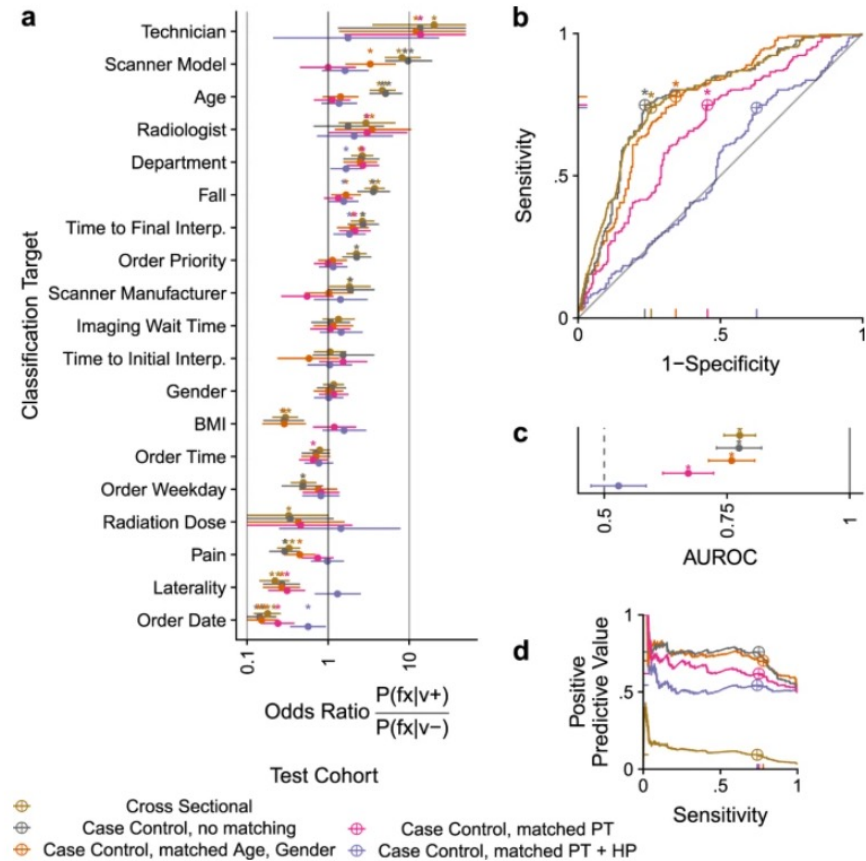 a
Classification Target
Technician
Scanner Model
Age
Radiologist
Department
Fall
Time to Final Interp.
Order Priority
Scanner Manufacturer
Imaging Wait Time
Time to Initial Interp.
Gender
BMI
Order Time
Order Weekday
Radiation Dose
Pain
Laterality
Order Date
0.1
1
10
Odds Ratio P(fx|v+)
P(fx|v−)
b
Sensitivity
1
.5
0
0
.5
1
1-Specificity
c
0.5
0.75
1
AUROC
d
Positive
Predictive Value
1
.5
0
0
.5
1
Sensitivity
Test Cohort
Cross Sectional
Case Control, no matching
Case Control, matched Age, Gender
Case Control, matched PT
Case Control, matched PT + HP